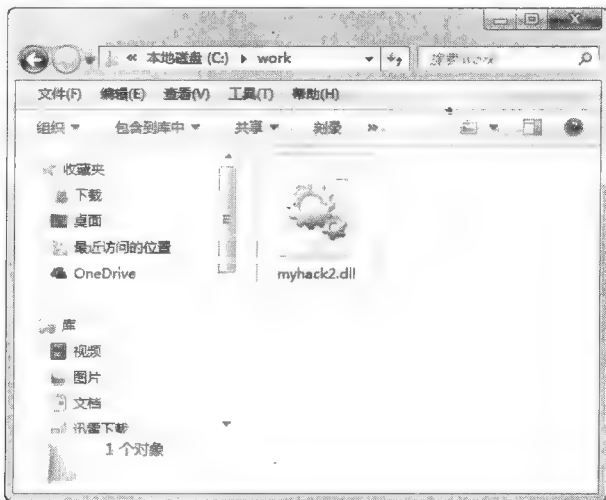 « 本地磁盘 (C:) ▸ work
搜索 work
文件(F) 编辑(E) 查看(V) 工具(T) 帮助(H)
组织 包含到库中 共享 刻录 »
收藏夹
下载
桌面
最近访问的位置
OneDrive
myhack2.dll
库
视频
图片
文档
迅雷下载
1 个对象